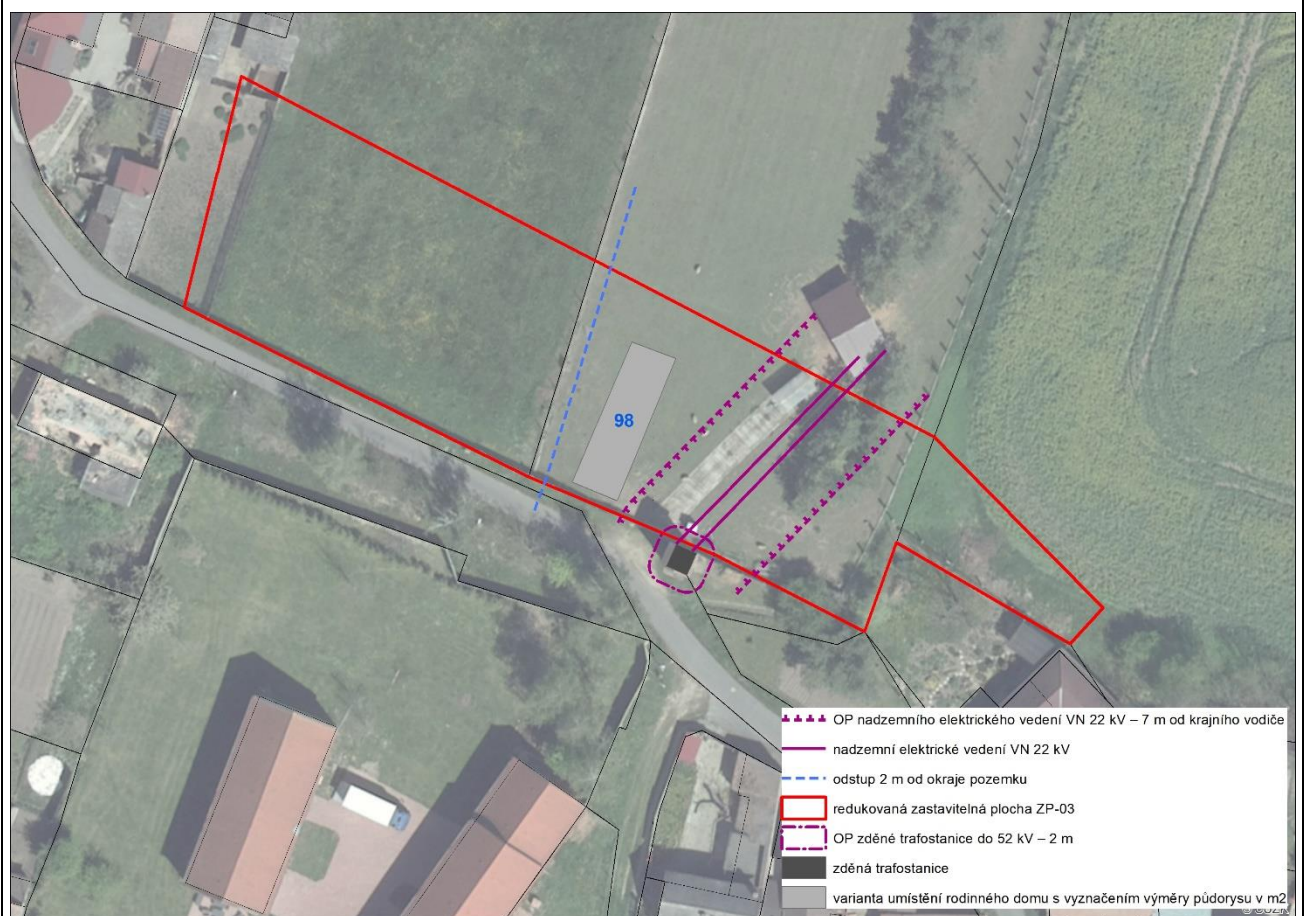 98
OP nadzemního elektrického vedení VN 22 kV – 7 m od krajního vodiče
nadzemní elektrické vedení VN 22 kV
odstup 2 m od okraje pozemku
redukovaná zastavitelná plocha ZP-03
OP zděné trafostanice do 52 kV – 2 m
zděná trafostanice
varianta umístění rodinného domu s vyznačením výměry půdorysu v m2